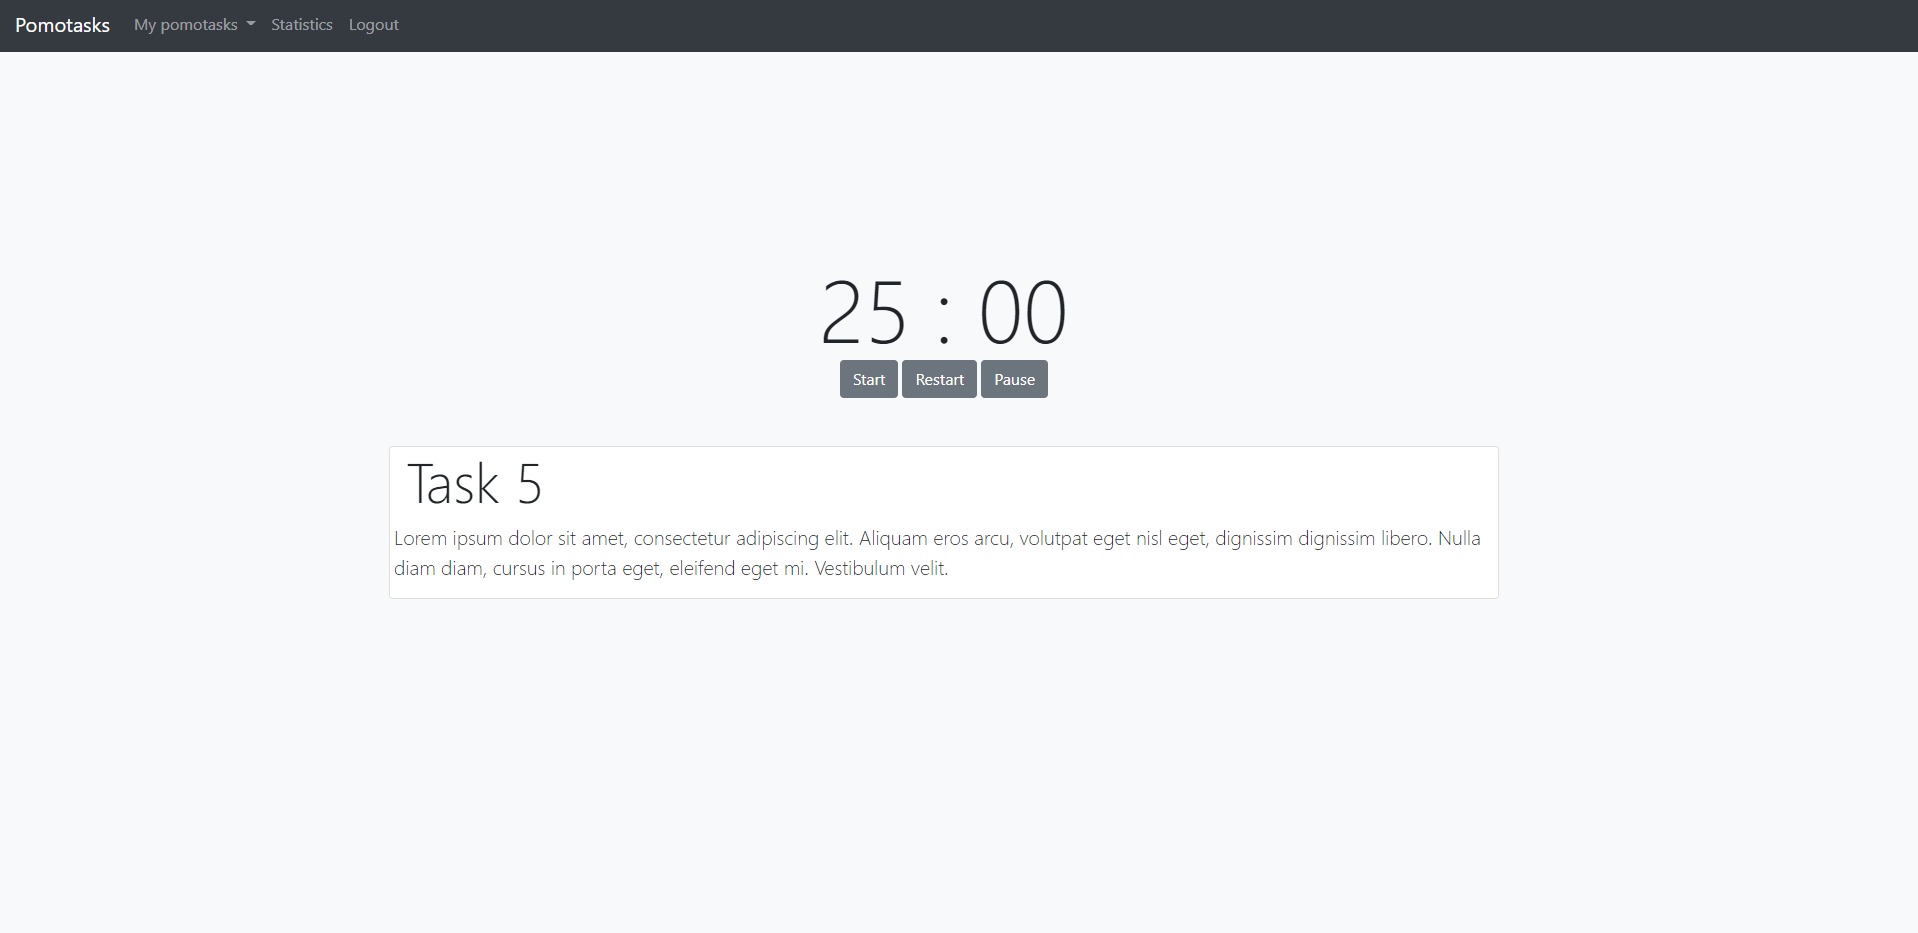 Pomotasks My pomotasks Statistics Logout
25 : 00
Start Restart Pause
Task 5
Lorem ipsum dolor sit amet, consectetur adipiscing elit. Aliquam eros arcu, volutpat eget nisl eget, dignissim dignissim libero. Nulla
diam diam, cursus in porta eget, eleifend eget mi. Vestibulum velit.